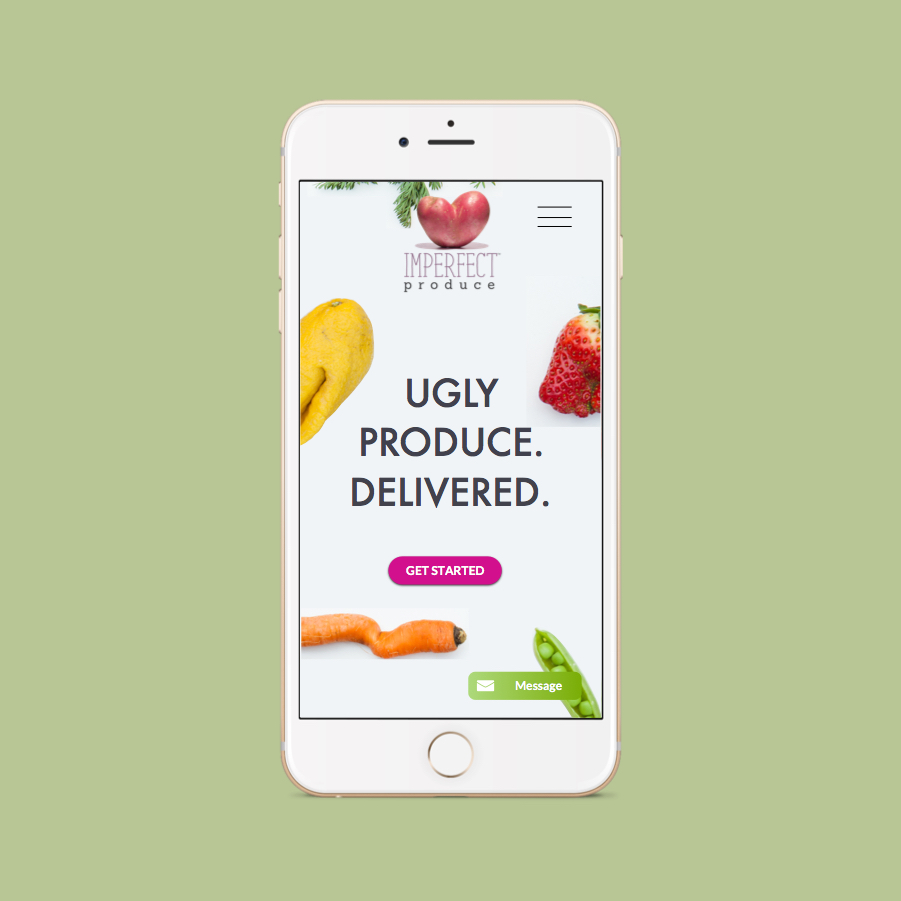 IMPERFECT
produce
UGLY
PRODUCE.
DELIVERED.
GET STARTED
Message